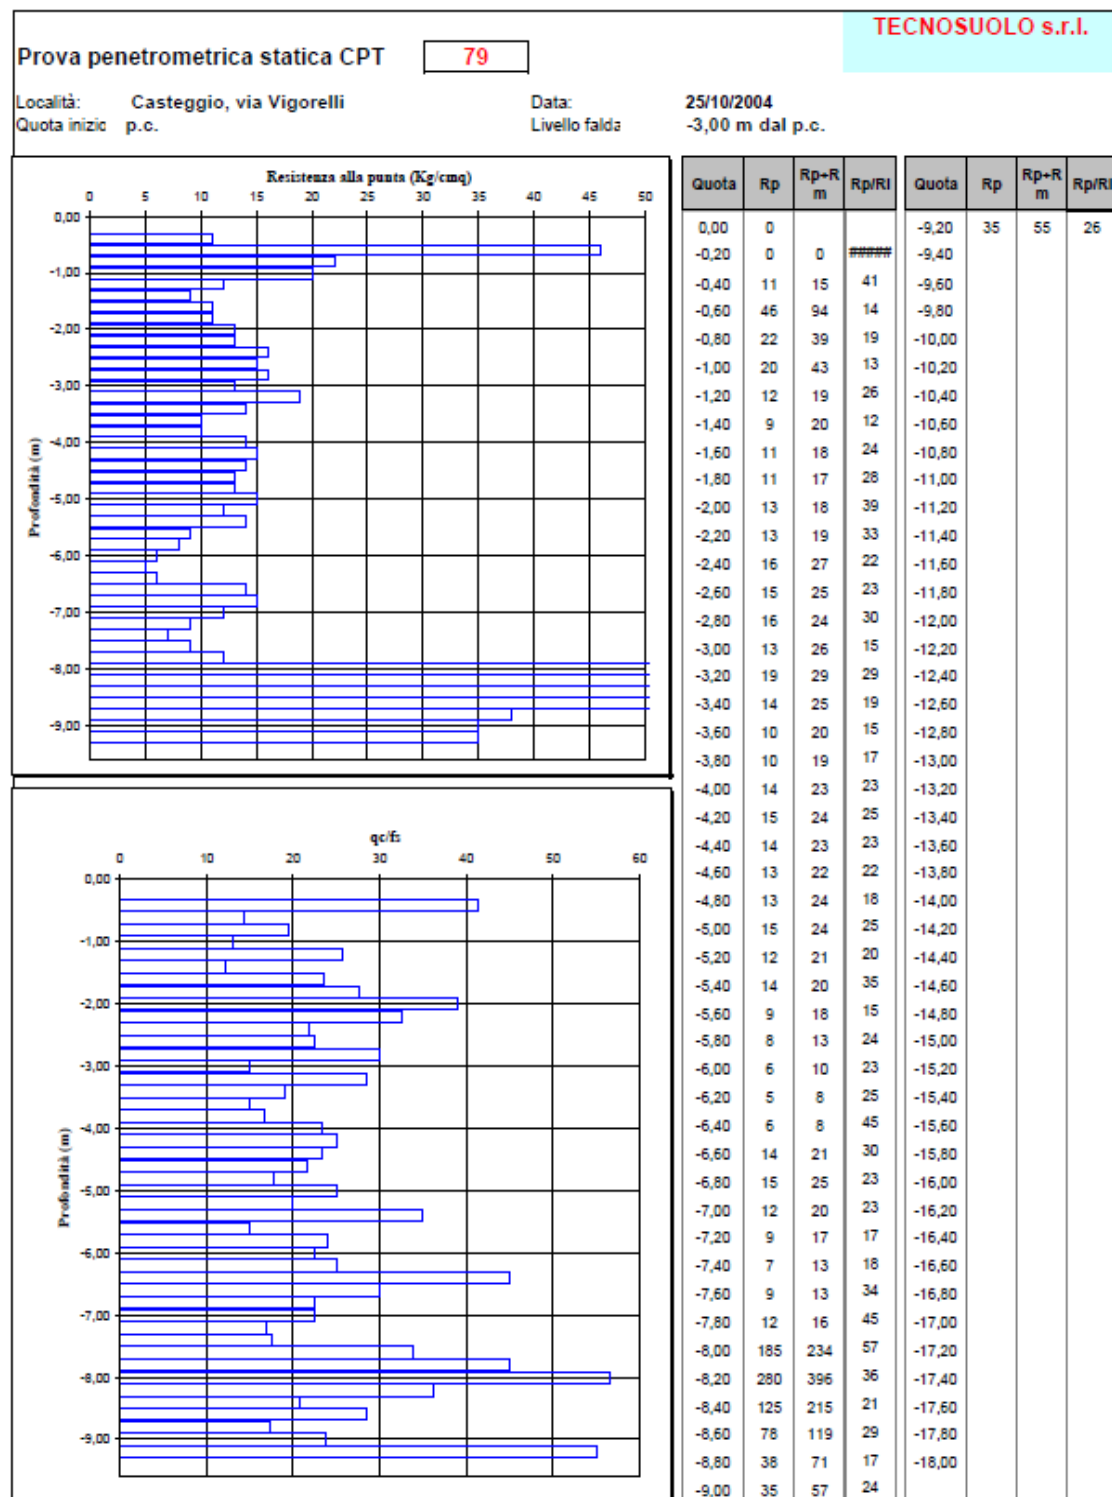 TECNOSUOLO s.r.l.
Prova penetrometrica statica CPT 79
Località: Casteggio, via Vigorelli Data: 25/10/2004
Quota inizio p.c. Livello falda -3,00 m dal p.c.
Resistenza alla punta (Kg/cmq)
0 5 10 15 20 25 30 35 40 45 50
0,00
-1,00
-2,00
-3,00
-4,00
-5,00
-6,00
-7,00
-8,00
-9,00
Profondità (m)
qc/fs
0 10 20 30 40 50 60
0,00
-1,00
-2,00
-3,00
-4,00
-5,00
-6,00
-7,00
-8,00
-9,00
Profondità (m)
Quota Rp Rp+Rm Rp/Rl Quota Rp Rp+Rm Rp/Rl
0,00 0 -9,20 35 55 26
-0,20 0 0 ##### -9,40
-0,40 11 15 41 -9,60
-0,60 46 94 14 -9,80
-0,80 22 39 19 -10,00
-1,00 20 43 13 -10,20
-1,20 12 19 26 -10,40
-1,40 9 20 12 -10,60
-1,60 11 18 24 -10,80
-1,80 11 17 28 -11,00
-2,00 13 18 39 -11,20
-2,20 13 19 33 -11,40
-2,40 16 27 22 -11,60
-2,60 15 25 23 -11,80
-2,80 16 24 30 -12,00
-3,00 13 26 15 -12,20
-3,20 19 29 29 -12,40
-3,40 14 25 19 -12,60
-3,60 10 20 15 -12,80
-3,80 10 19 17 -13,00
-4,00 14 23 23 -13,20
-4,20 15 24 25 -13,40
-4,40 14 23 23 -13,60
-4,60 13 22 22 -13,80
-4,80 13 24 18 -14,00
-5,00 15 24 25 -14,20
-5,20 12 21 20 -14,40
-5,40 14 20 35 -14,60
-5,60 9 18 15 -14,80
-5,80 8 13 24 -15,00
-6,00 6 10 23 -15,20
-6,20 5 8 25 -15,40
-6,40 6 8 45 -15,60
-6,60 14 21 30 -15,80
-6,80 15 25 23 -16,00
-7,00 12 20 23 -16,20
-7,20 9 17 17 -16,40
-7,40 7 13 18 -16,60
-7,60 9 13 34 -16,80
-7,80 12 16 45 -17,00
-8,00 185 234 57 -17,20
-8,20 280 396 36 -17,40
-8,40 125 215 21 -17,60
-8,60 78 119 29 -17,80
-8,80 38 71 17 -18,00
-9,00 35 57 24